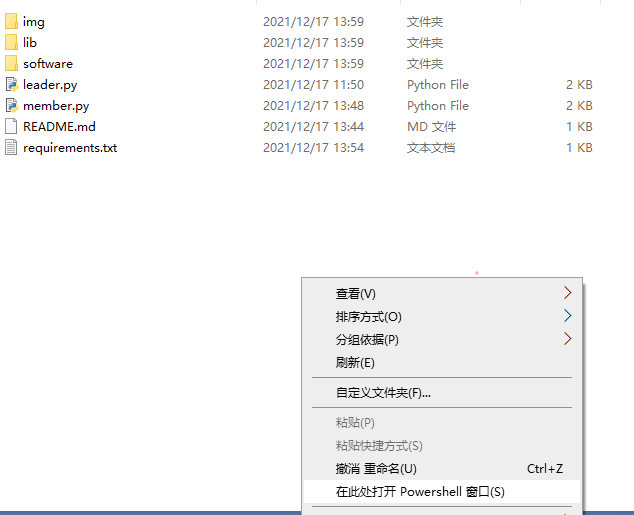 img 2021/12/17 13:59 文件夹
lib 2021/12/17 13:59 文件夹
software 2021/12/17 13:59 文件夹
leader.py 2021/12/17 11:50 Python File 2 KB
member.py 2021/12/17 13:48 Python File 2 KB
README.md 2021/12/17 13:44 MD 文件 1 KB
requirements.txt 2021/12/17 13:54 文本文档 1 KB
查看(V)
排序方式(O)
分组依据(P)
刷新(E)
自定义文件夹(F)...
粘贴(P)
粘贴快捷方式(S)
撤消 重命名(U) Ctrl+Z
在此处打开 Powershell 窗口(S)